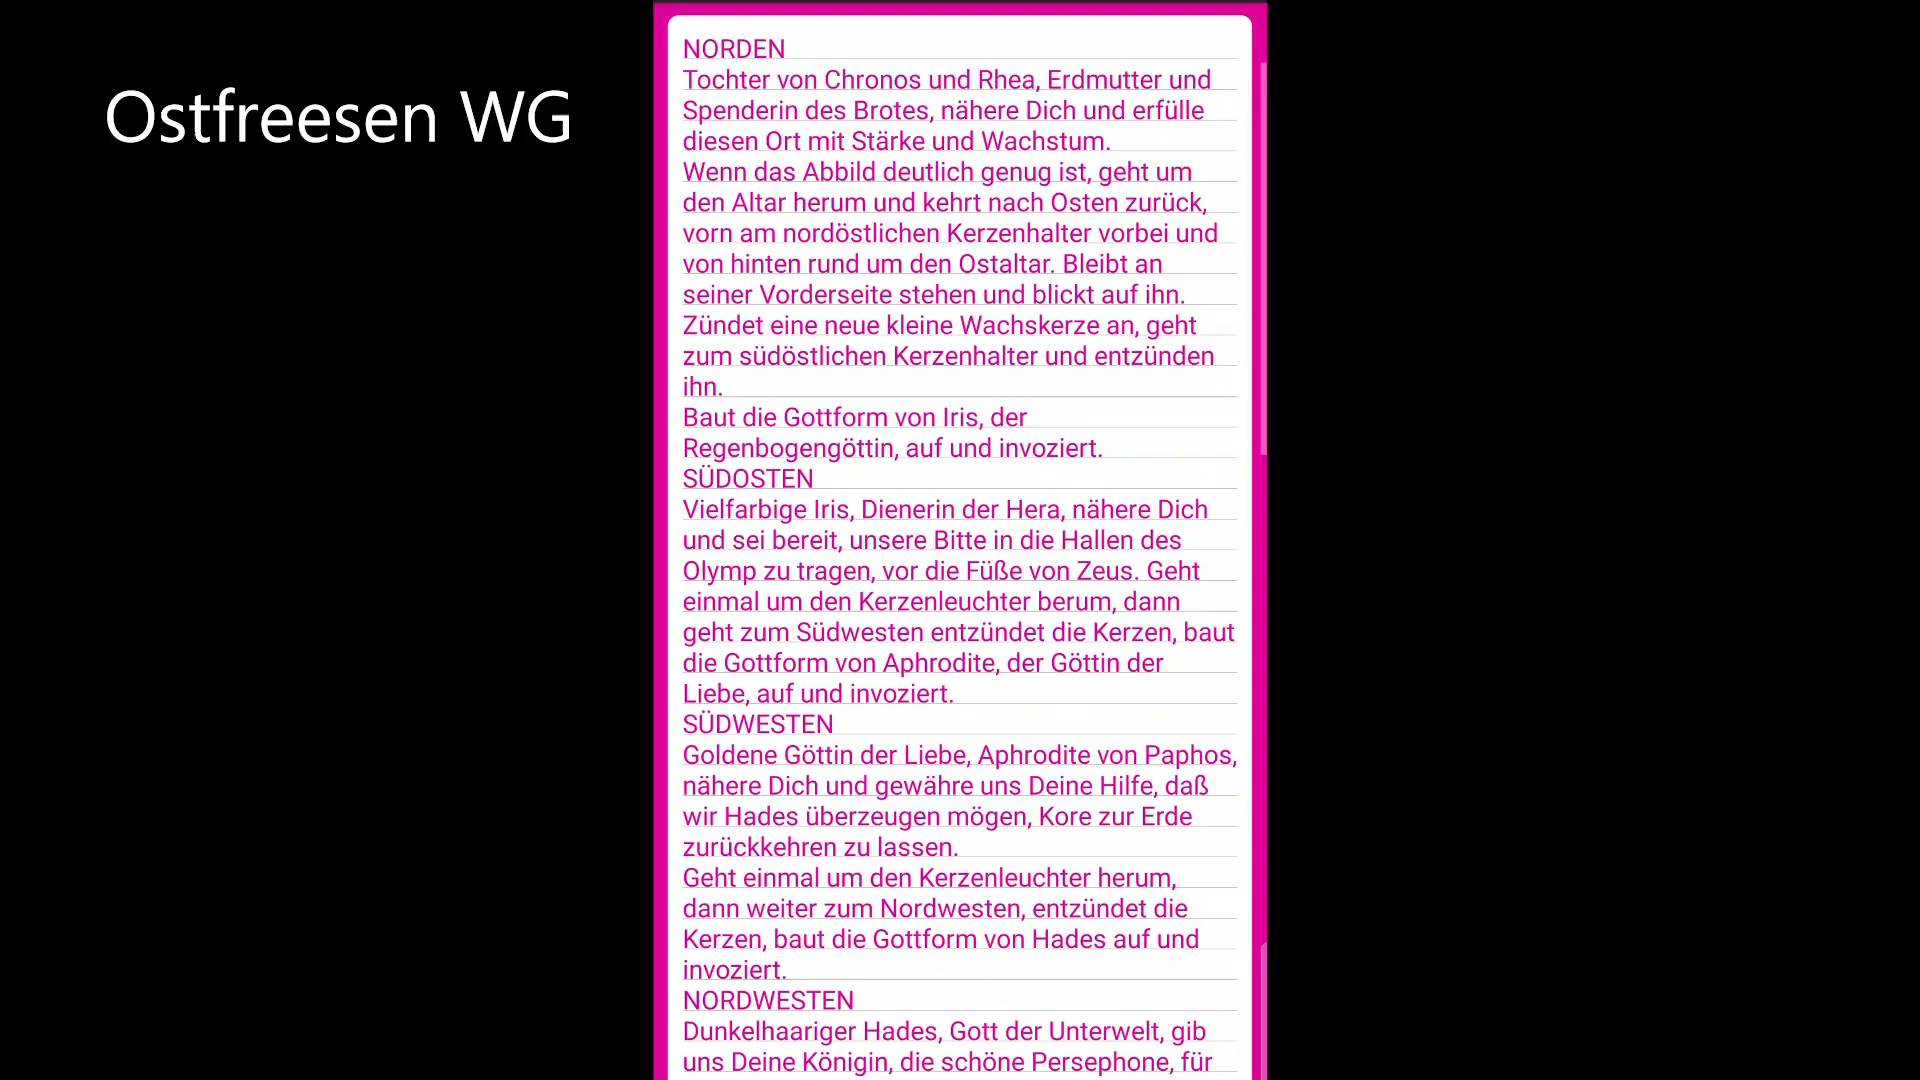 Ostfreesen WG
NORDEN
Tochter von Chronos und Rhea, Erdmutter und
Spenderin des Brotes, nähere Dich und erfülle
diesen Ort mit Stärke und Wachstum.
Wenn das Abbild deutlich genug ist, geht um
den Altar herum und kehrt nach Osten zurück,
vorn am nordöstlichen Kerzenhalter vorbei und
von hinten rund um den Ostaltar. Bleibt an
seiner Vorderseite stehen und blickt auf ihn.
Zündet eine neue kleine Wachskerze an, geht
zum südöstlichen Kerzenhalter und entzünden
ihn.
Baut die Gottform von Iris, der
Regenbogengöttin, auf und invoziert.
SÜDOSTEN
Vielfarbige Iris, Dienerin der Hera, nähere Dich
und sei bereit, unsere Bitte in die Hallen des
Olymp zu tragen, vor die Füße von Zeus. Geht
einmal um den Kerzenleuchter berum, dann
geht zum Südwesten entzündet die Kerzen, baut
die Gottform von Aphrodite, der Göttin der
Liebe, auf und invoziert.
SÜDWESTEN
Goldene Göttin der Liebe, Aphrodite von Paphos,
nähere Dich und gewähre uns Deine Hilfe, daß
wir Hades überzeugen mögen, Kore zur Erde
zurückkehren zu lassen.
Geht einmal um den Kerzenleuchter herum,
dann weiter zum Nordwesten, entzündet die
Kerzen, baut die Gottform von Hades auf und
invoziert.
NORDWESTEN
Dunkelhaariger Hades, Gott der Unterwelt, gib
uns Deine Königin, die schöne Persephone, für